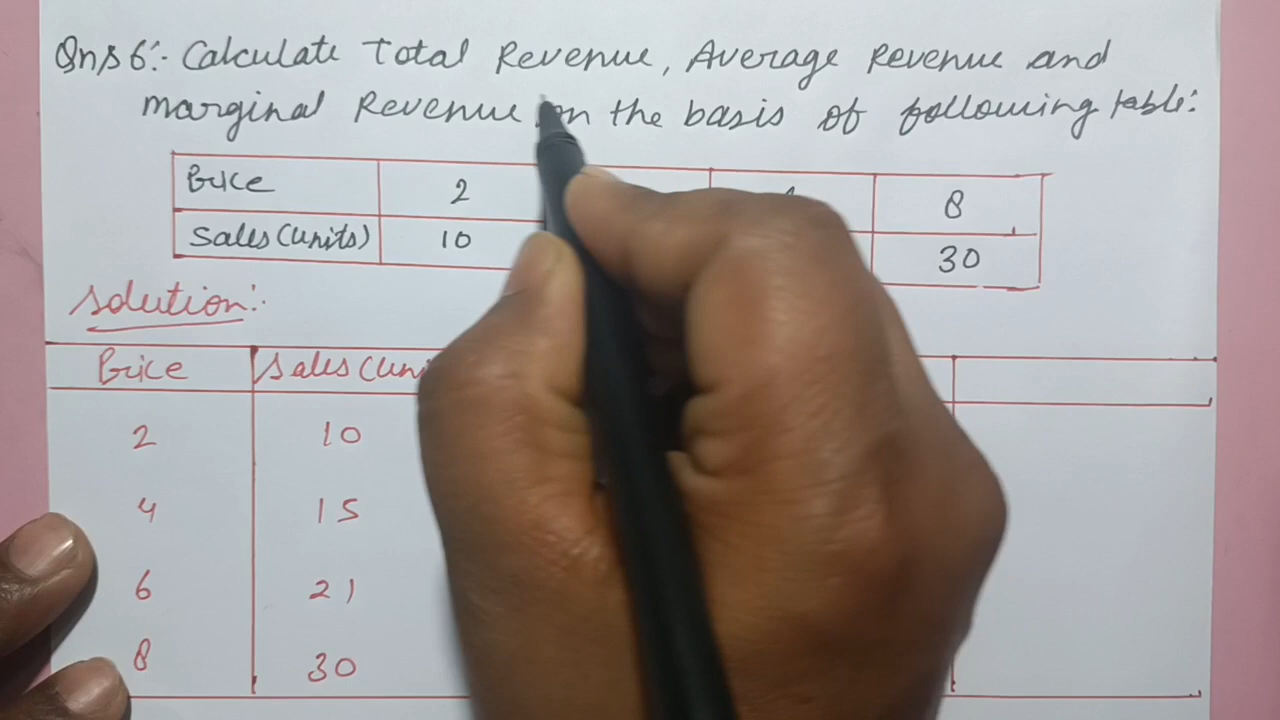 Qns 6:- Calculate Total Revenue, Average Revenue and
marginal Revenue on the basis of following table:
Price 2 8
Sales (Units) 10 30
Solution:
Price Sales
2 10
4 15
6 21
8 30